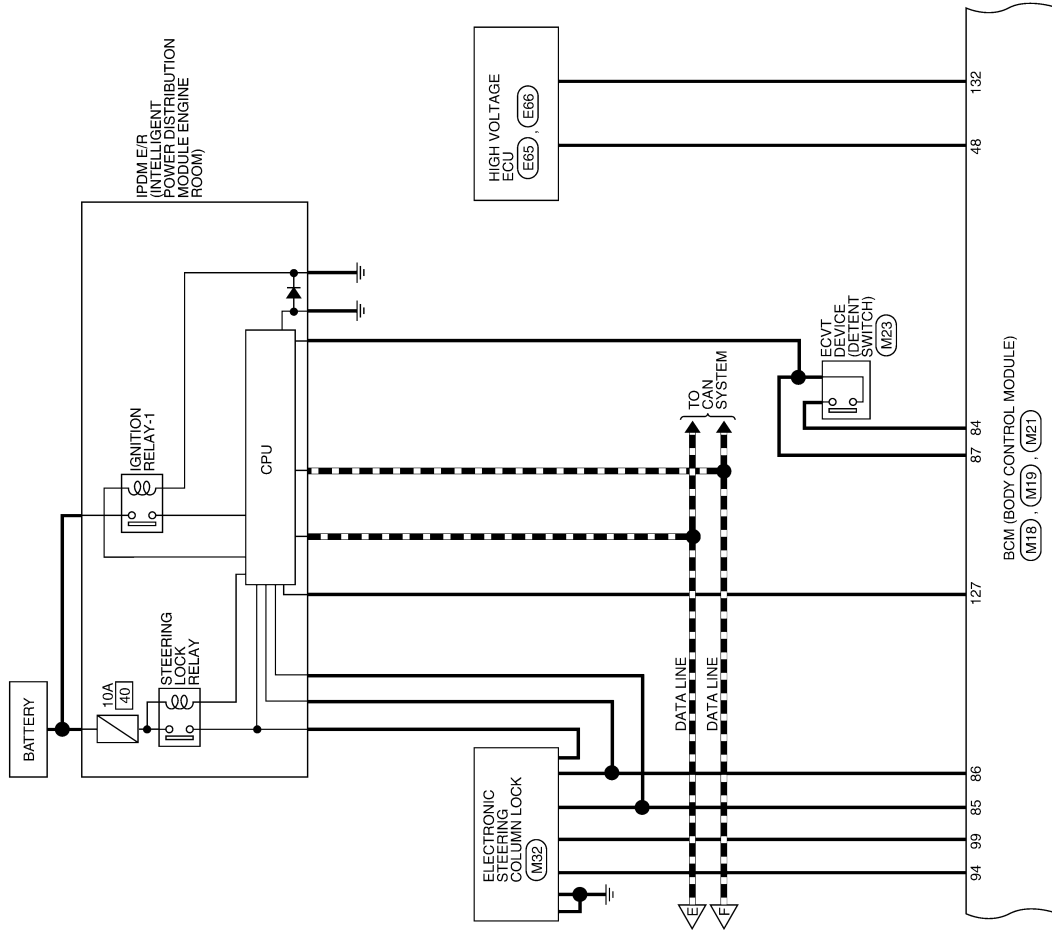 BATTERY
IPDM E/R
(INTELLIGENT
POWER DISTRIBUTION
MODULE ENGINE
ROOM)
10A
40
STEERING
LOCK
RELAY
IGNITION
RELAY-1
CPU
ELECTRONIC
STEERING
COLUMN LOCK
M32
HIGH VOLTAGE
ECU
E65 , E66
DATA LINE
DATA LINE
E
F
TO
CAN
SYSTEM
ECVT
DEVICE
(DETENT
SWITCH)
M23
94
99
85
86
127
87
84
48
132
BCM (BODY CONTROL MODULE)
M18 , M19 , M21